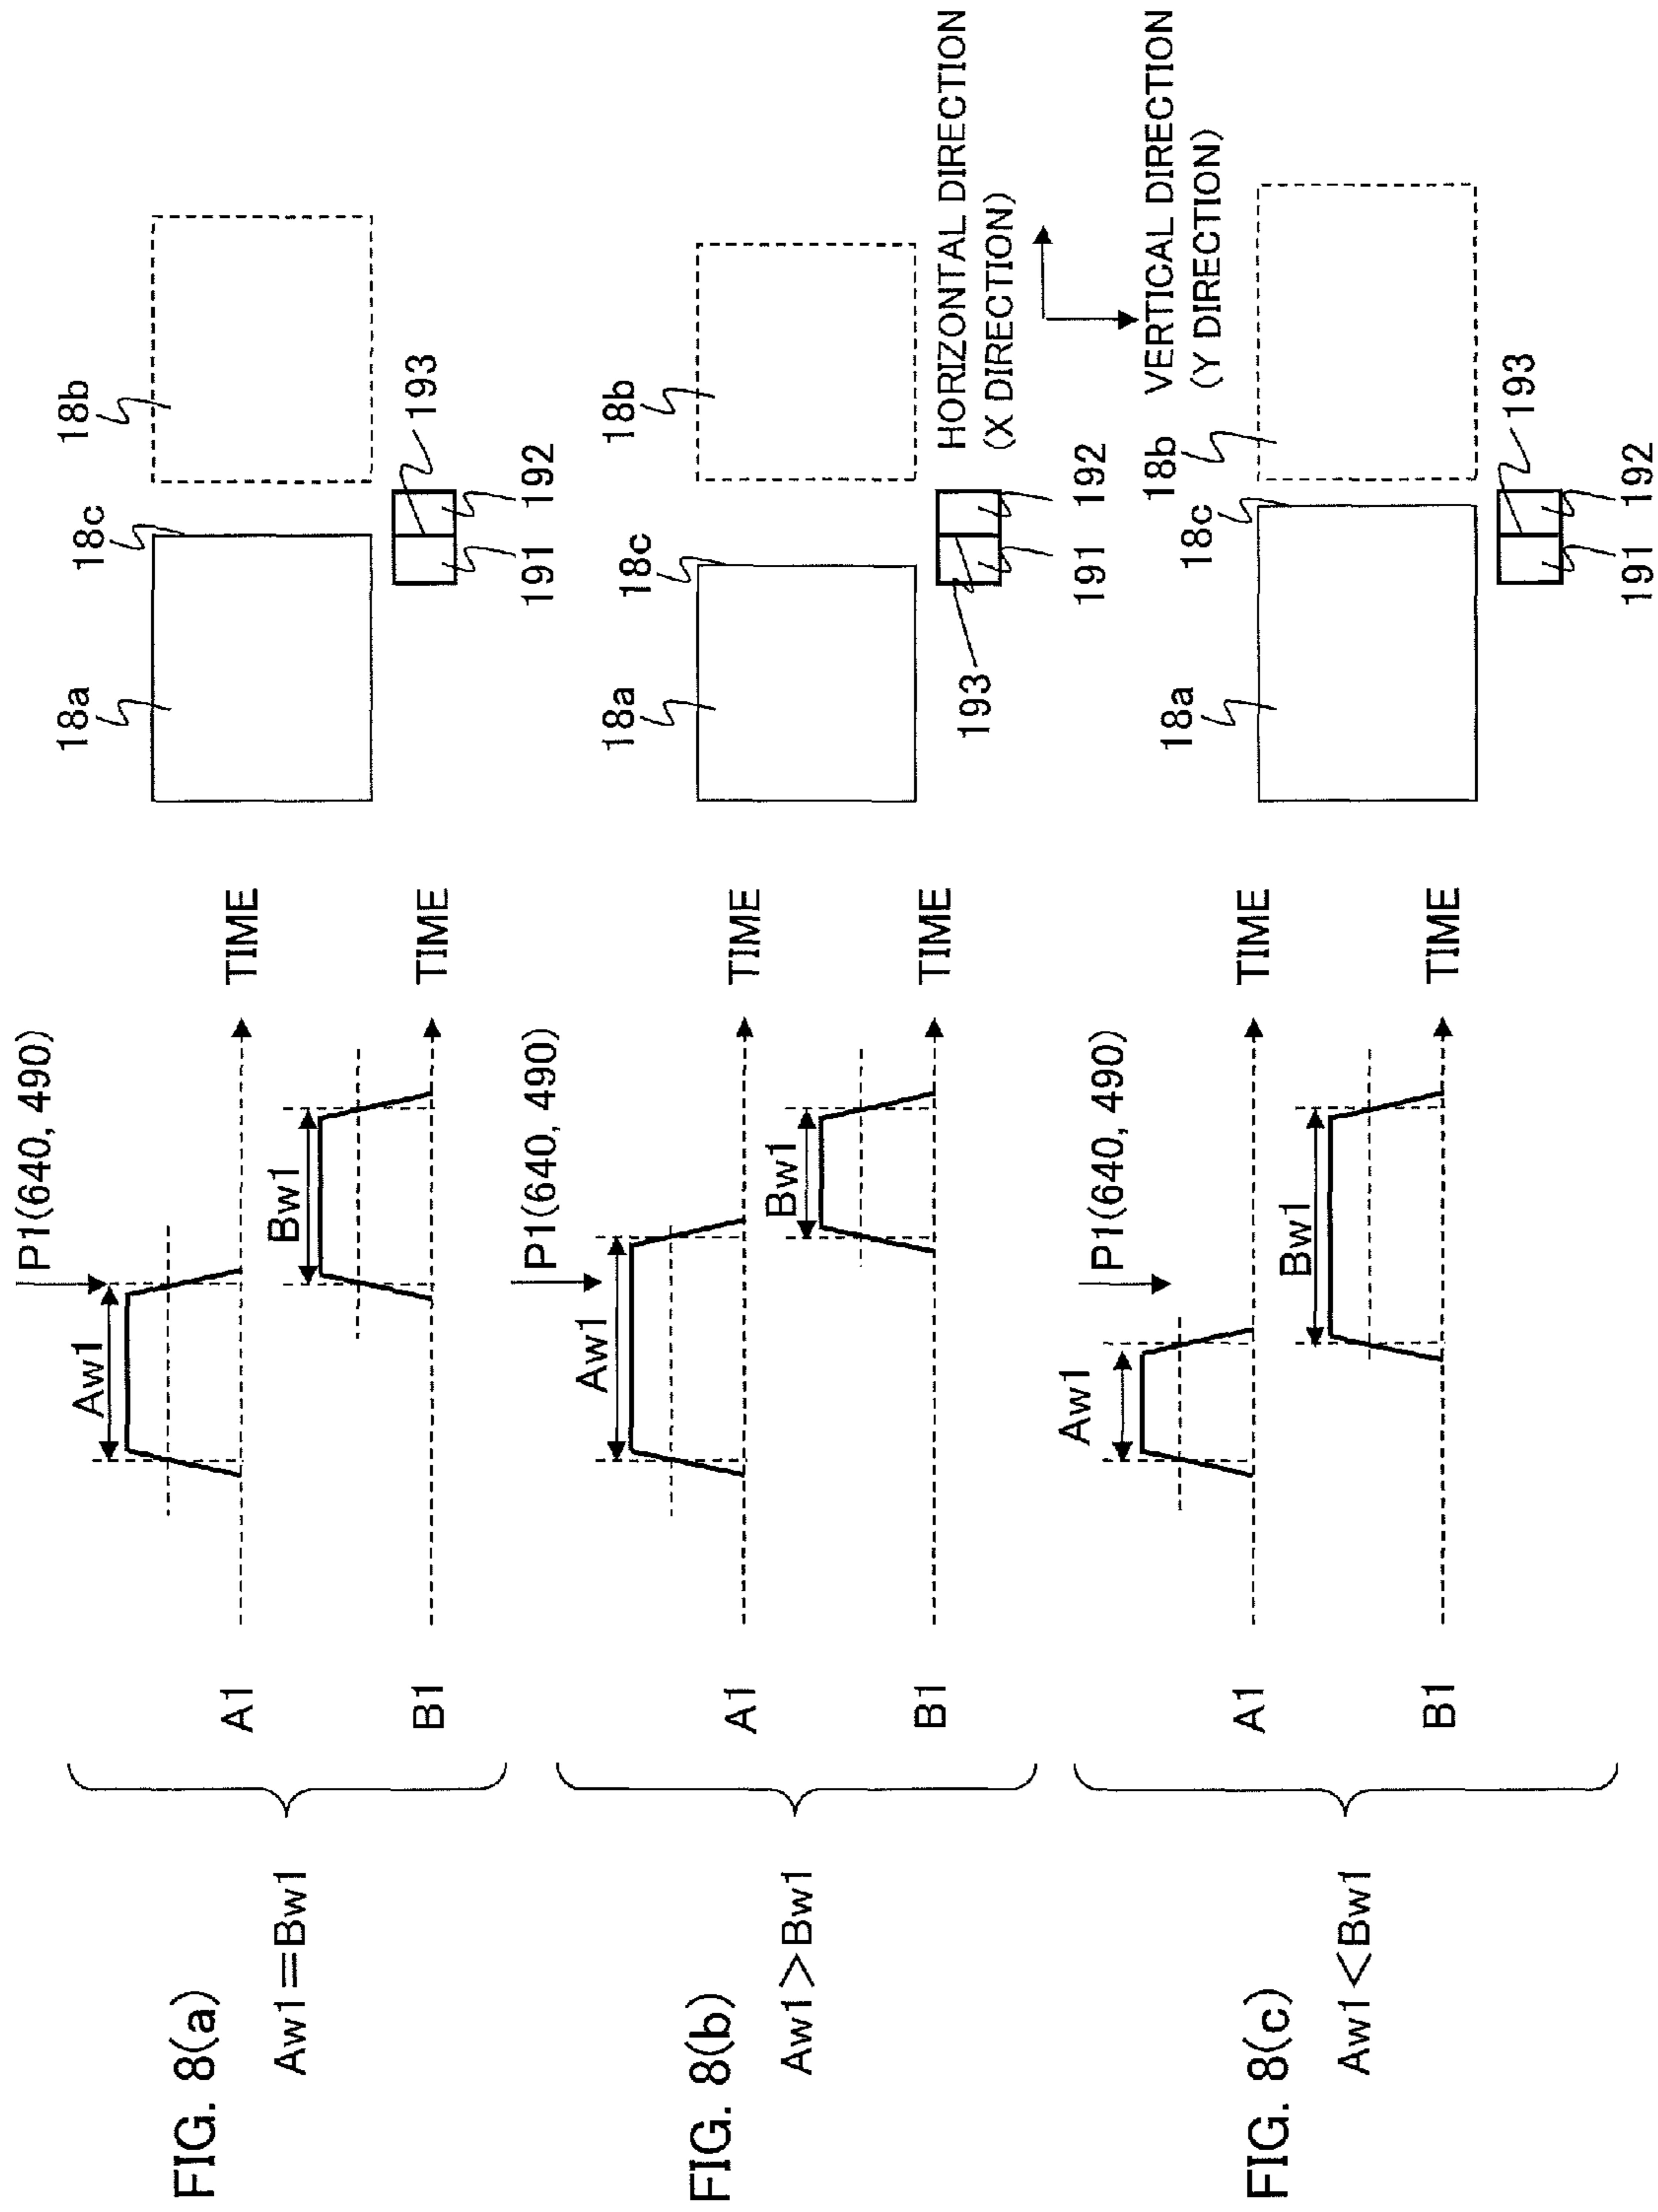 FIG. 8(a)
Aw1=Bw1
A1
B1
Aw1
P1(640, 490)
TIME
Bw1
TIME
18a
18c
18b
193
191
192
FIG. 8(b)
Aw1>Bw1
A1
B1
Aw1
P1(640, 490)
TIME
Bw1
TIME
18a
18c
18b
193
191
192
HORIZONTAL DIRECTION
(X DIRECTION)
VERTICAL DIRECTION
(Y DIRECTION)
FIG. 8(c)
Aw1<Bw1
A1
B1
Aw1
P1(640, 490)
TIME
Bw1
TIME
18a
18c
18b
193
191
192